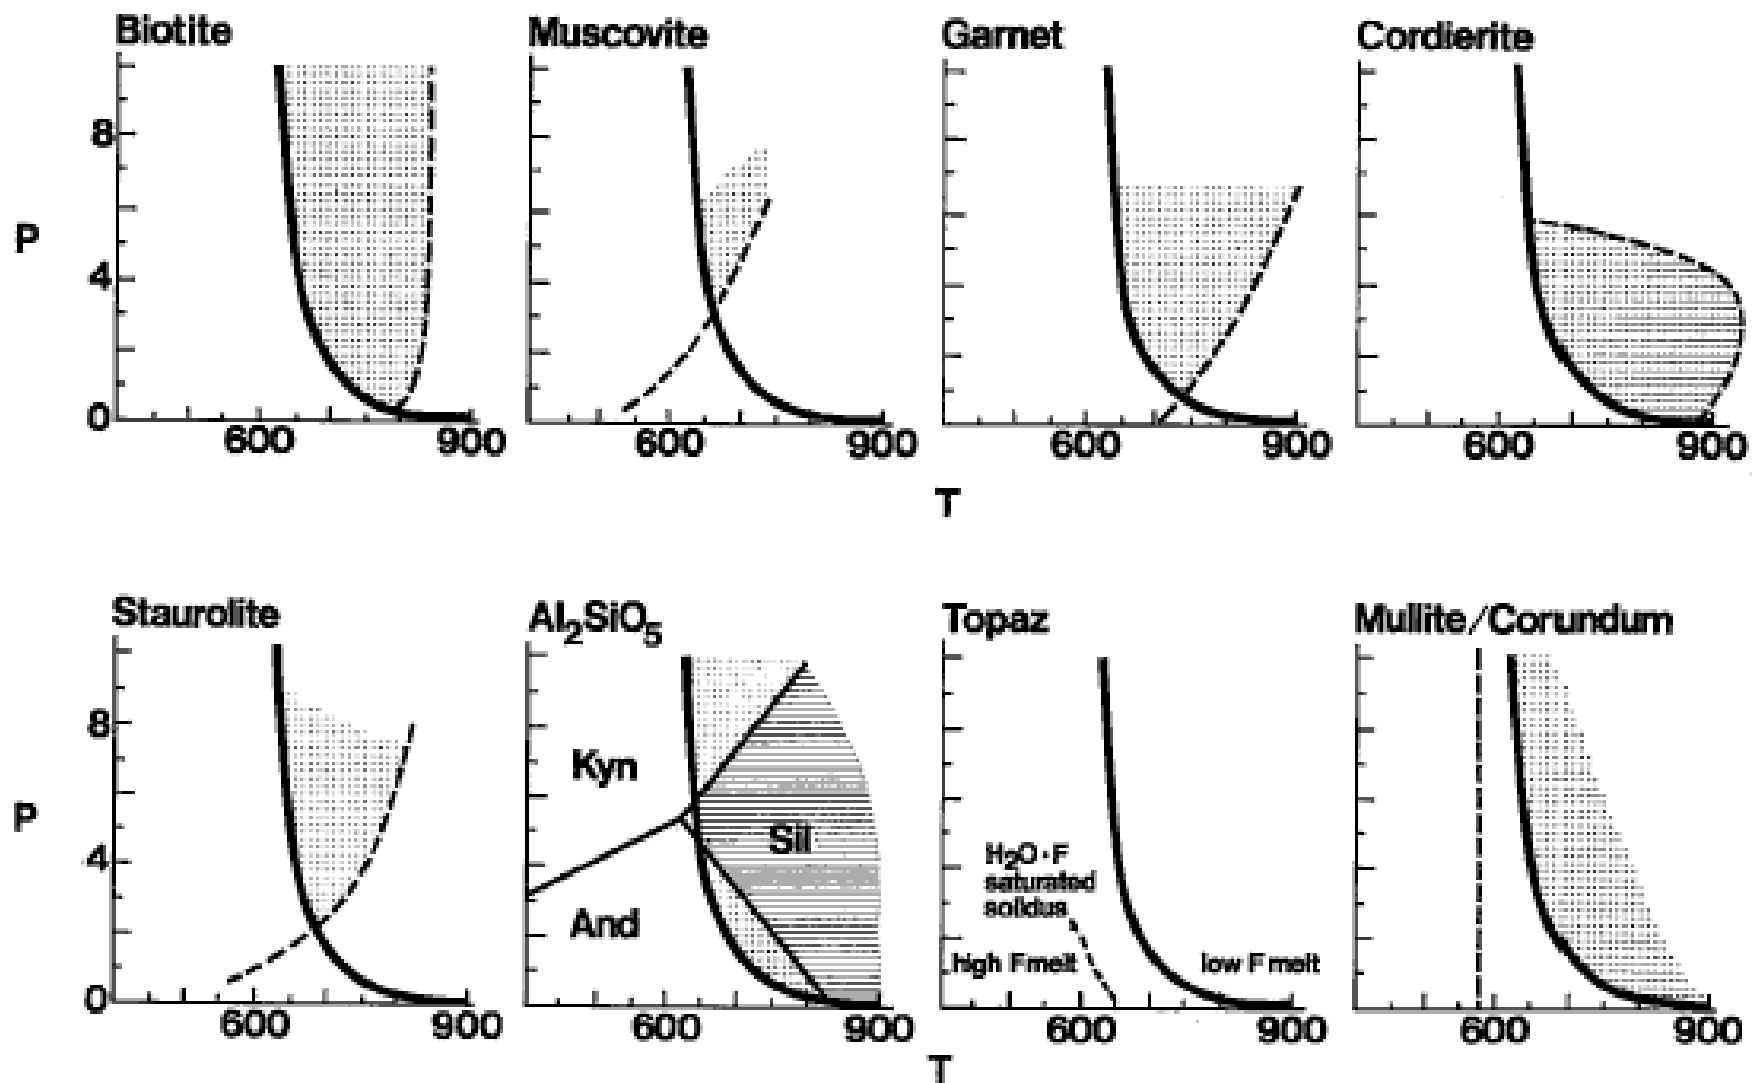 Biotite
Muscovite
Garnet
Cordierite
8
P
4
0
600
900
600
900
600
900
600
900
T
Staurolite
Al₂SiO₅
Topaz
Mullite/Corundum
8
P
4
0
Kyn
Sil
And
H₂O·F
saturated
solidus
high F melt
low F melt
600
900
600
900
600
900
600
900
T